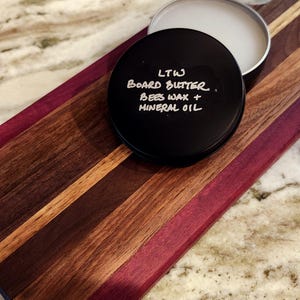 LTW
BOARD BUTTER
BEES WAX +
MINERAL OIL